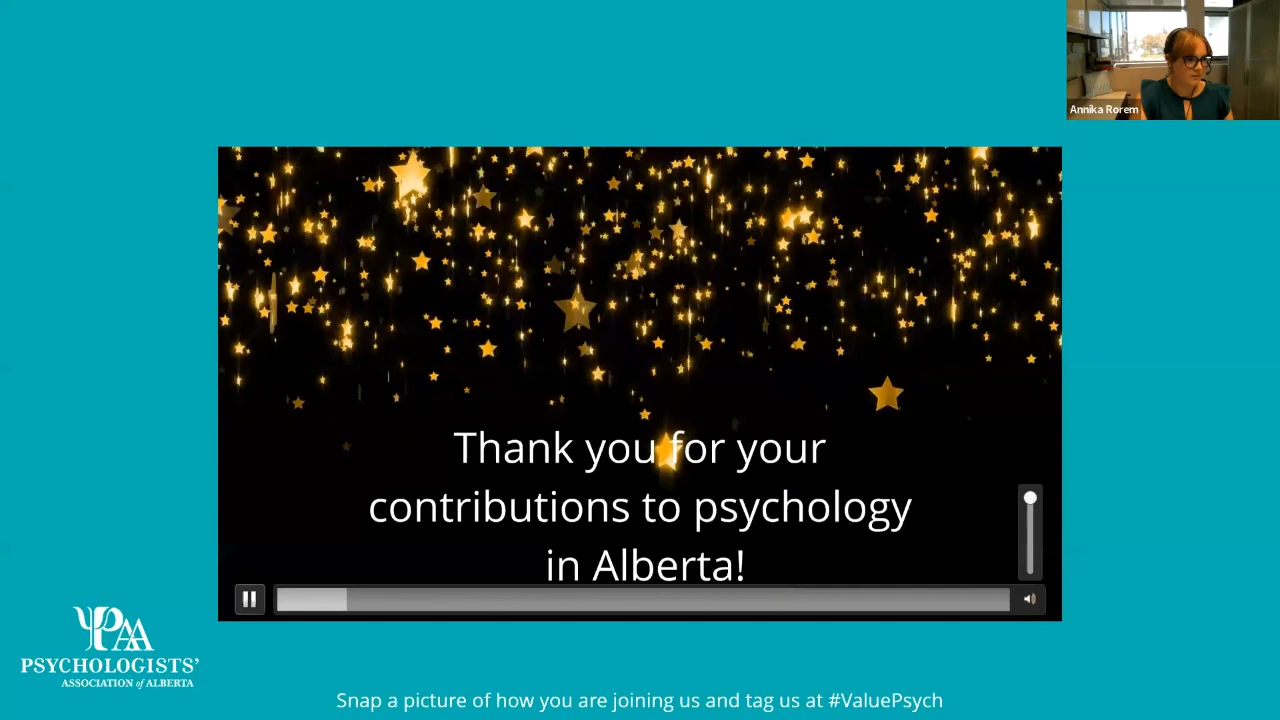 Annika Rorem
Thank you for your
contributions to psychology
in Alberta!
PAA
PSYCHOLOGISTS'
ASSOCIATION of ALBERTA
Snap a picture of how you are joining us and tag us at #ValuePsych